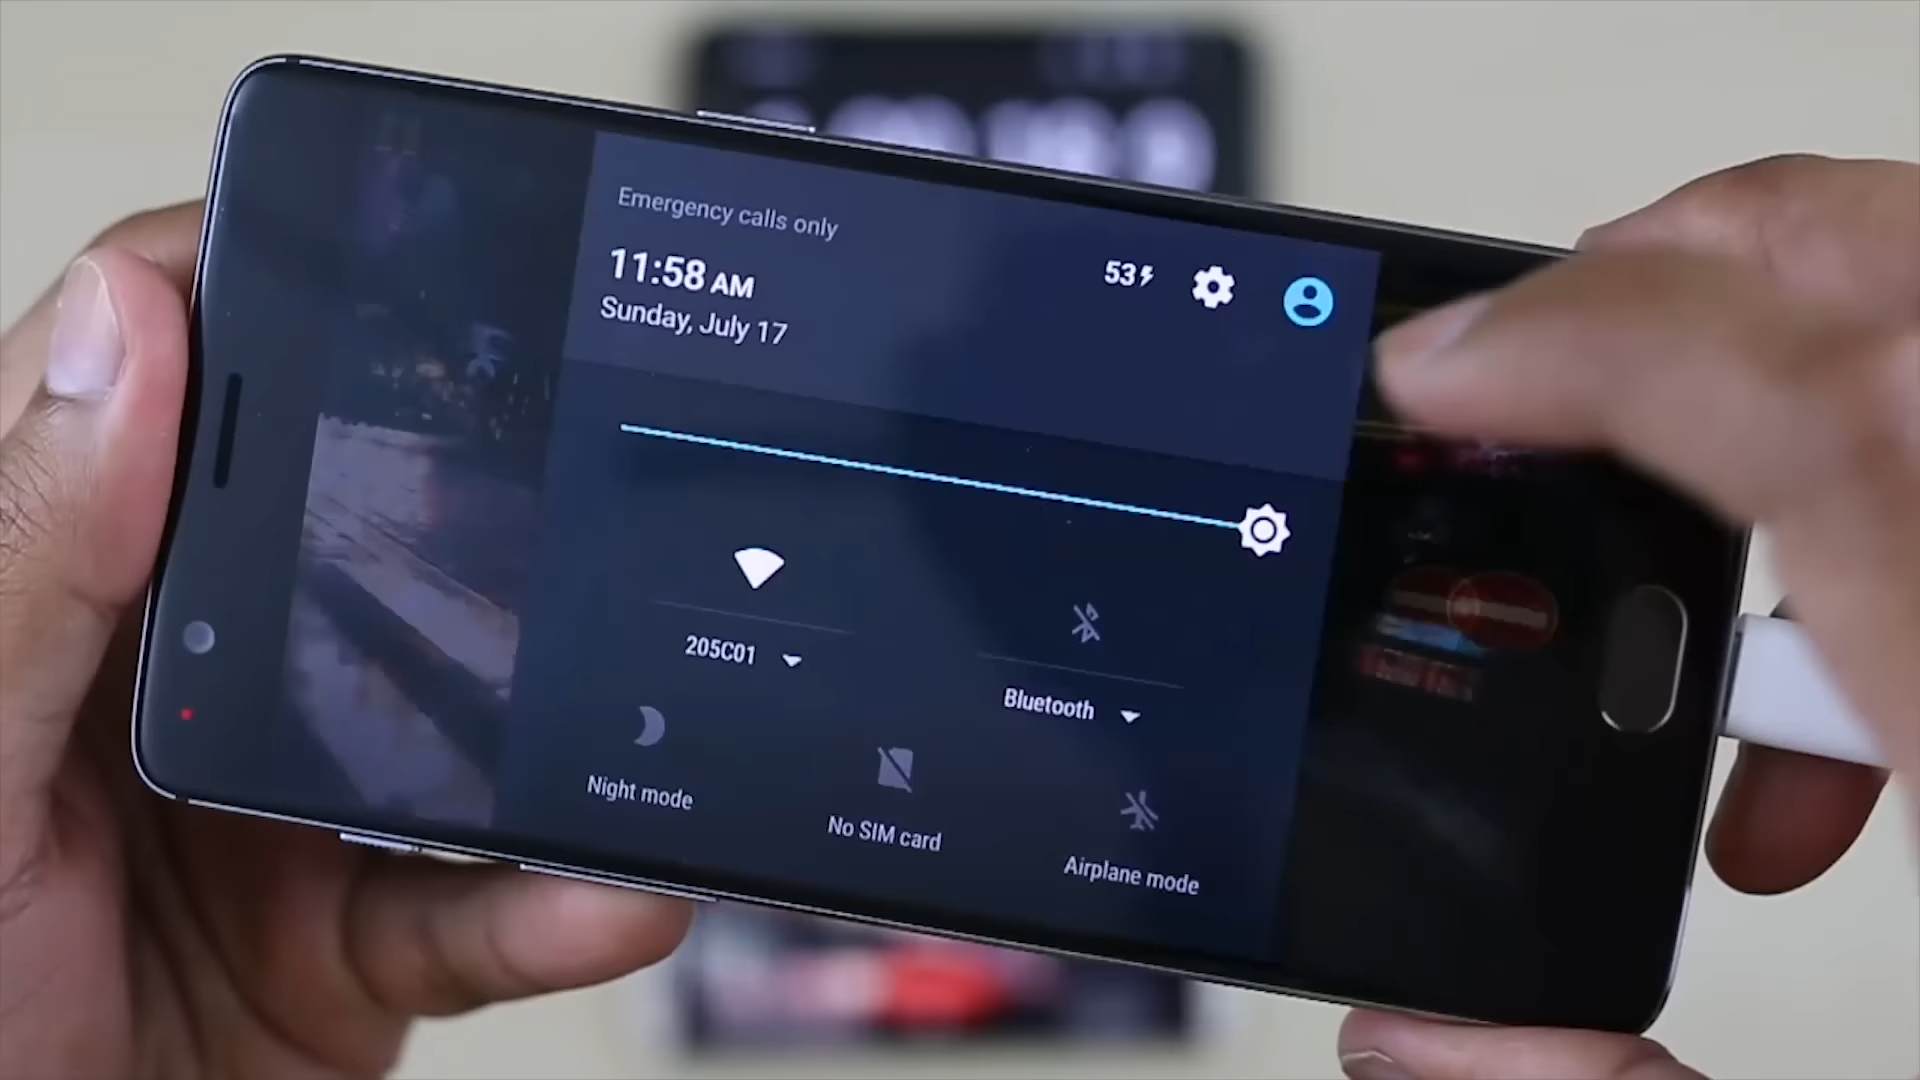 Emergency calls only
11:58 AM
53
Sunday, July 17
205C01
Bluetooth
Night mode
No SIM card
Airplane mode